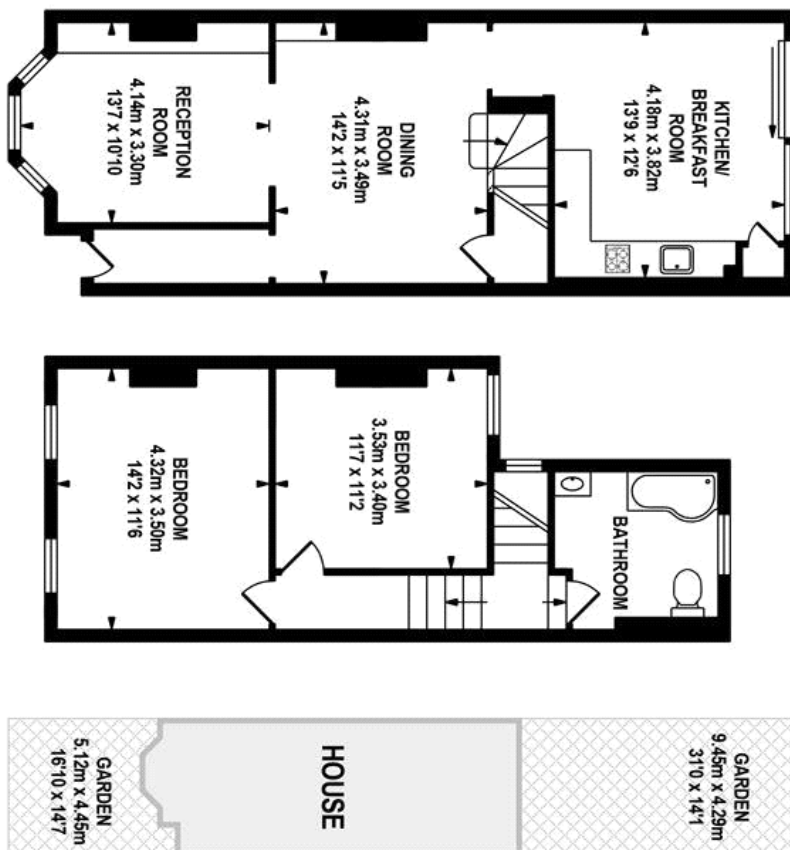 KITCHEN/
BREAKFAST
ROOM
4.18m x 3.82m
13'9 x 12'6
DINING
ROOM
4.31m x 3.49m
14'2 x 11'5
RECEPTION
ROOM
4.14m x 3.30m
13'7 x 10'10
BATHROOM
BEDROOM
3.53m x 3.40m
11'7 x 11'2
BEDROOM
4.32m x 3.50m
14'2 x 11'6
GARDEN
9.45m x 4.29m
31'0 x 14'1
HOUSE
GARDEN
5.12m x 4.45m
16'10 x 14'7